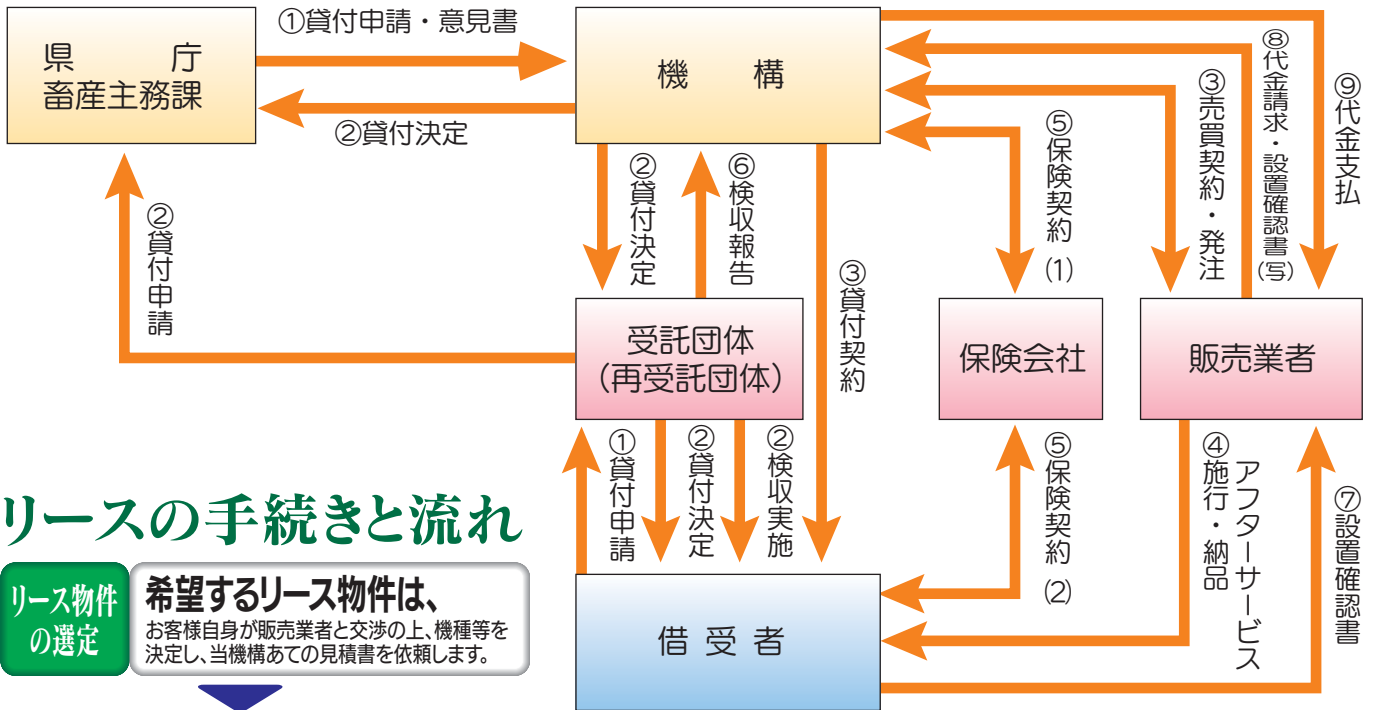 ①貸付申請・意見書
県　　庁
畜産主務課
機　構
②貸付決定
②貸付申請
②貸付決定
⑥検収報告
③貸付契約
⑤保険契約(1)
③売買契約・発注
⑧代金請求・設置確認書(写)
⑨代金支払
受託団体
(再受託団体)
保険会社
販売業者
①貸付申請
②貸付決定
②検収実施
⑤保険契約(2)
④施行・納品
アフターサービス
⑦設置確認書
借受者
リースの手続きと流れ
リース物件
の選定
希望するリース物件は、
お客様自身が販売業者と交渉の上、機種等を
決定し、当機構あての見積書を依頼します。